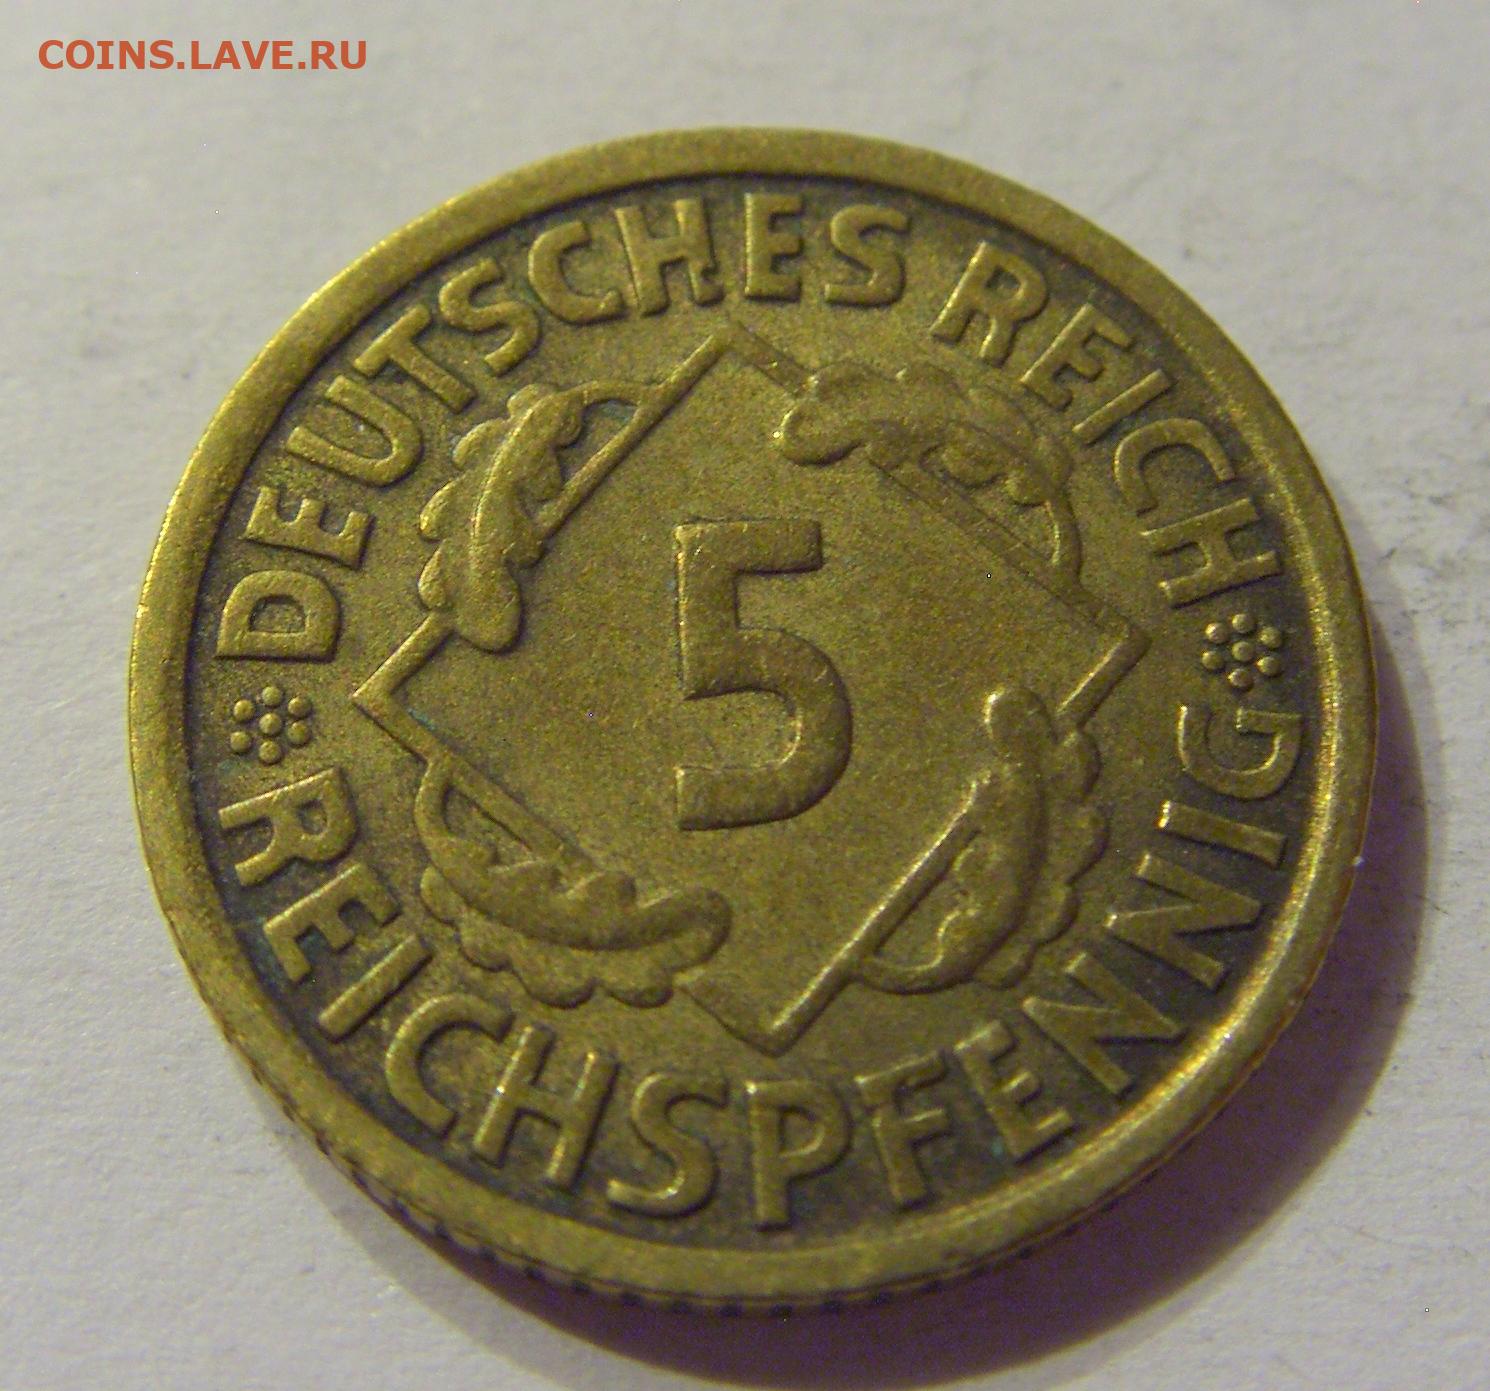 COINS.LAVE.RU
DEUTSCHES REICH
5
REICHSPFENNIG